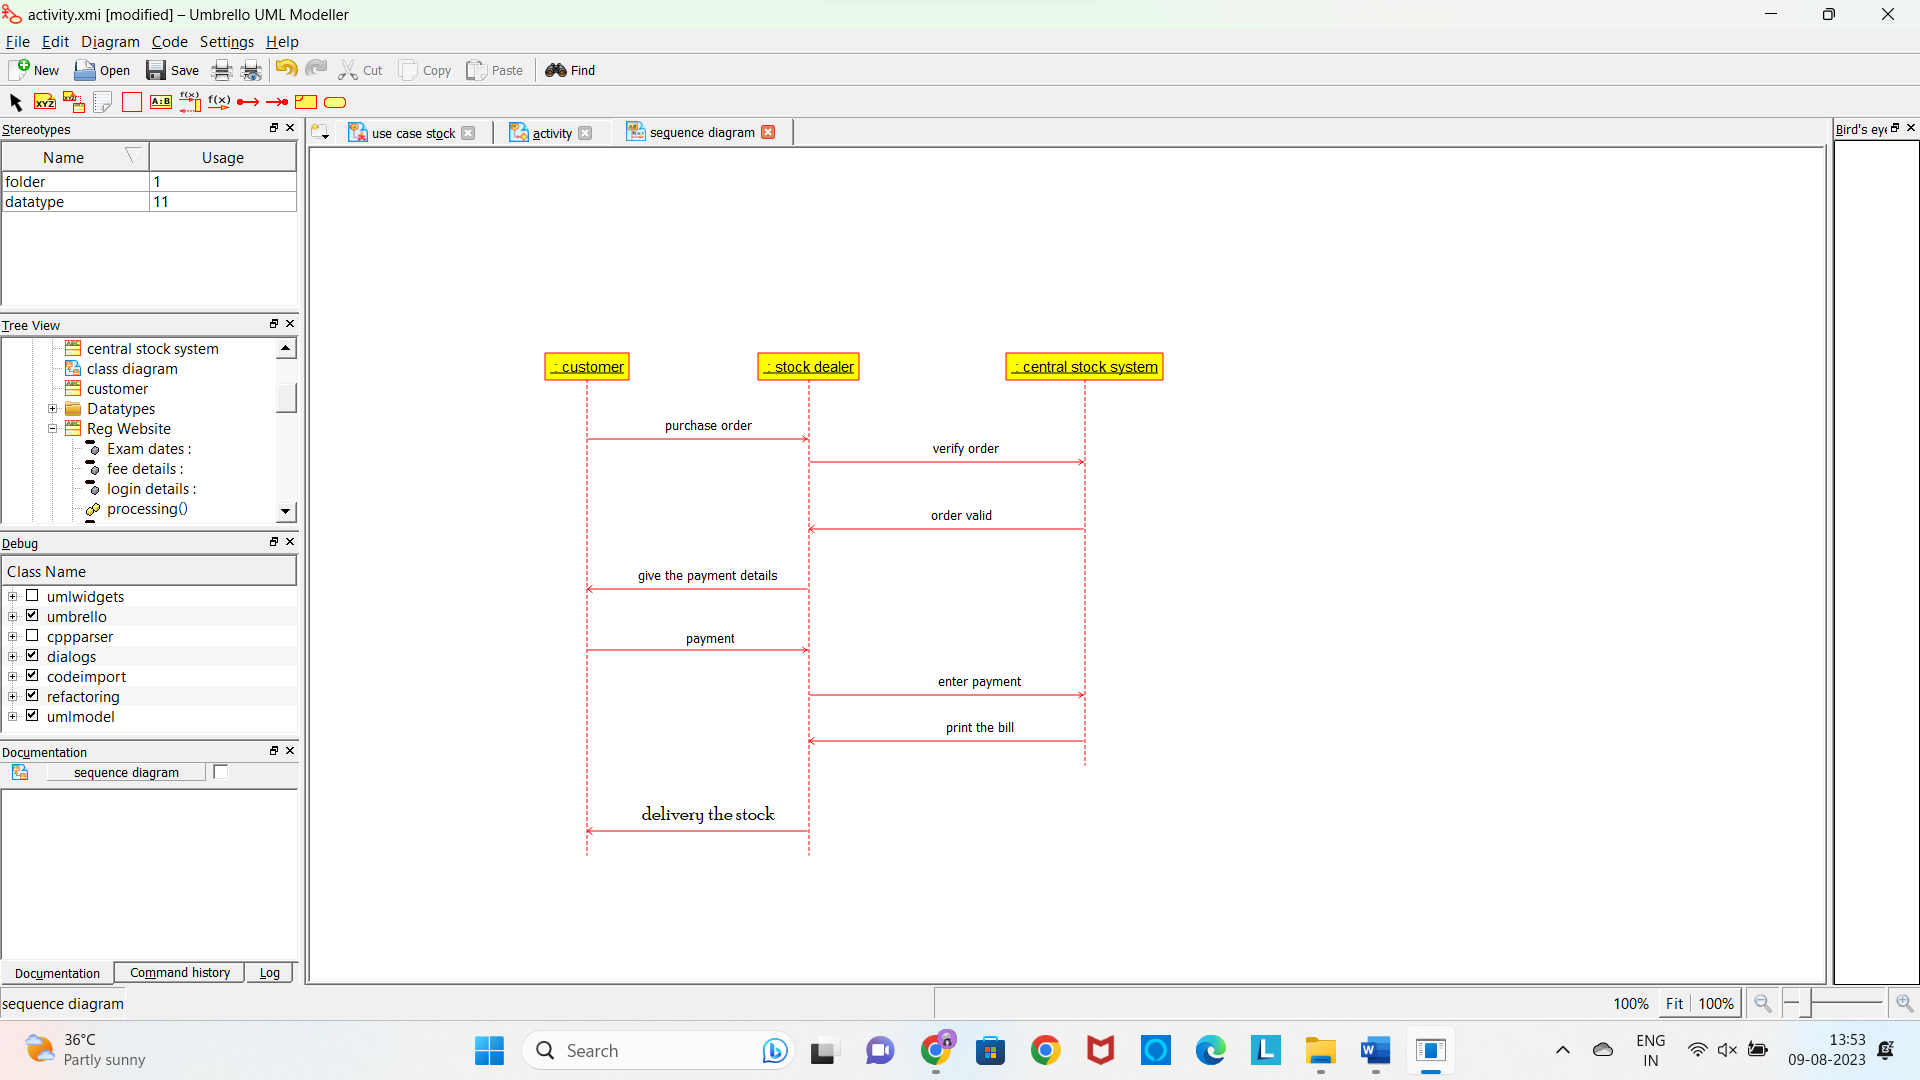 activity.xmi [modified] – Umbrello UML Modeller
File Edit Diagram Code Settings Help
New Open Save Cut Copy Paste Find
XYZ A:B f(x) f(x)
Stereotypes
Name Usage
folder 1
datatype 11
Tree View
central stock system
class diagram
customer
Datatypes
Reg Website
Exam dates :
fee details :
login details :
processing()
Debug
Class Name
umlwidgets
umbrello
cppparser
dialogs
codeimport
refactoring
umlmodel
Documentation
sequence diagram
Documentation Command history Log
use case stock activity sequence diagram
: customer : stock dealer : central stock system
purchase order
verify order
order valid
give the payment details
payment
enter payment
print the bill
delivery the stock
Bird's eye
sequence diagram
100% Fit 100%
36°C
Partly sunny
Search
ENG
IN
13:53
09-08-2023